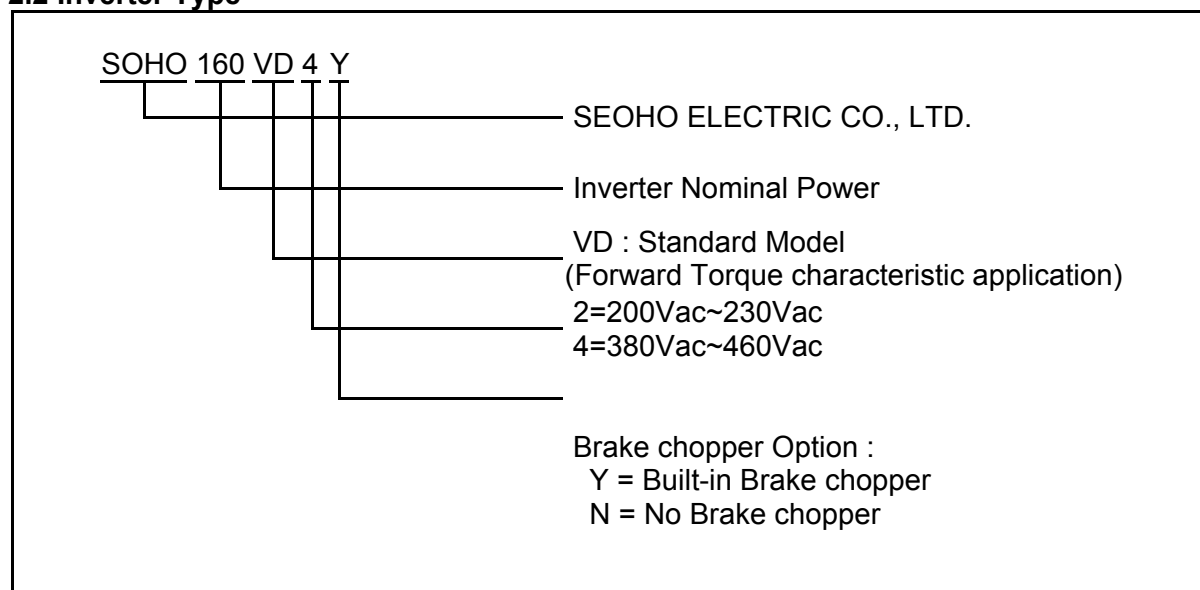 2.2 Inverter Type
SOHO 160 VD 4 Y
SEOHO ELECTRIC CO., LTD.
Inverter Nominal Power
VD : Standard Model
(Forward Torque characteristic application)
2=200Vac~230Vac
4=380Vac~460Vac
Brake chopper Option :
Y = Built-in Brake chopper
N = No Brake chopper